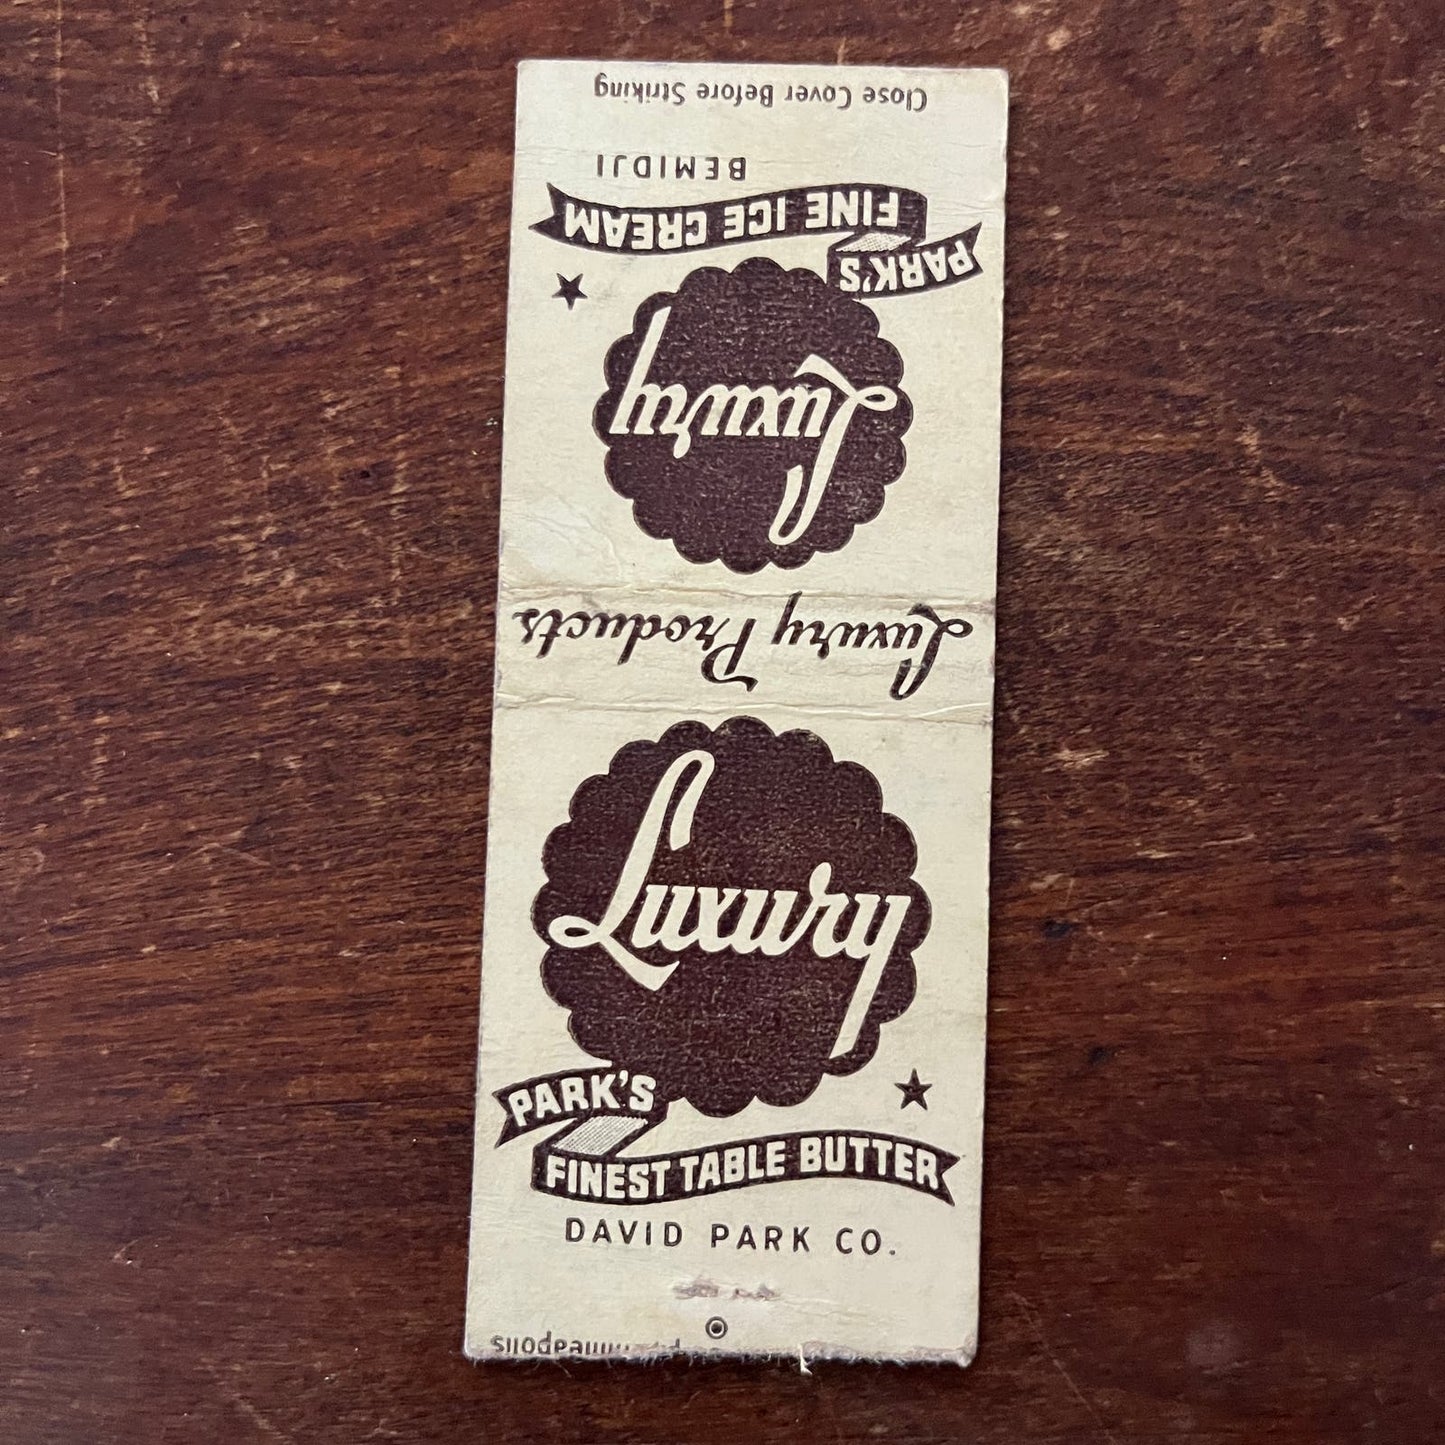 Close Cover Before Striking
BEMIDJI
PARK'S
FINE ICE CREAM
Luxury
Luxury Products
Luxury
PARK'S
FINEST TABLE BUTTER
DAVID PARK CO.